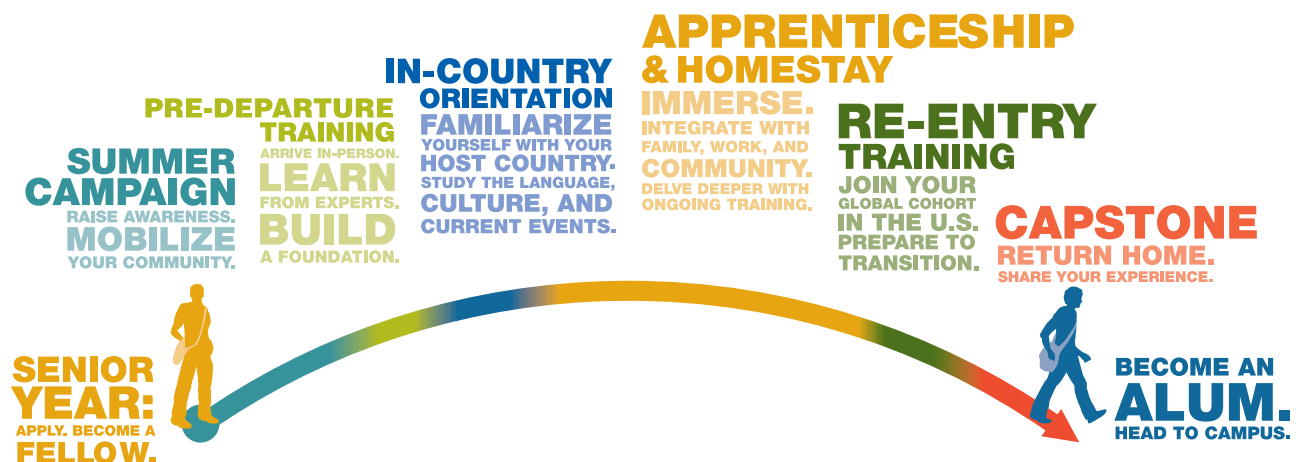 SENIOR
YEAR:
APPLY. BECOME A
FELLOW.
SUMMER
CAMPAIGN
RAISE AWARENESS.
MOBILIZE
YOUR COMMUNITY.
PRE-DEPARTURE
TRAINING
ARRIVE IN-PERSON.
LEARN
FROM EXPERTS.
BUILD
A FOUNDATION.
IN-COUNTRY
ORIENTATION
FAMILIARIZE
YOURSELF WITH YOUR
HOST COUNTRY.
STUDY THE LANGUAGE,
CULTURE, AND
CURRENT EVENTS.
APPRENTICESHIP
& HOMESTAY
IMMERSE.
INTEGRATE WITH
FAMILY, WORK, AND
COMMUNITY.
DELVE DEEPER WITH
ONGOING TRAINING.
RE-ENTRY
TRAINING
JOIN YOUR
GLOBAL COHORT
IN THE U.S.
PREPARE TO
TRANSITION.
CAPSTONE
RETURN HOME.
SHARE YOUR EXPERIENCE.
BECOME AN
ALUM.
HEAD TO CAMPUS.